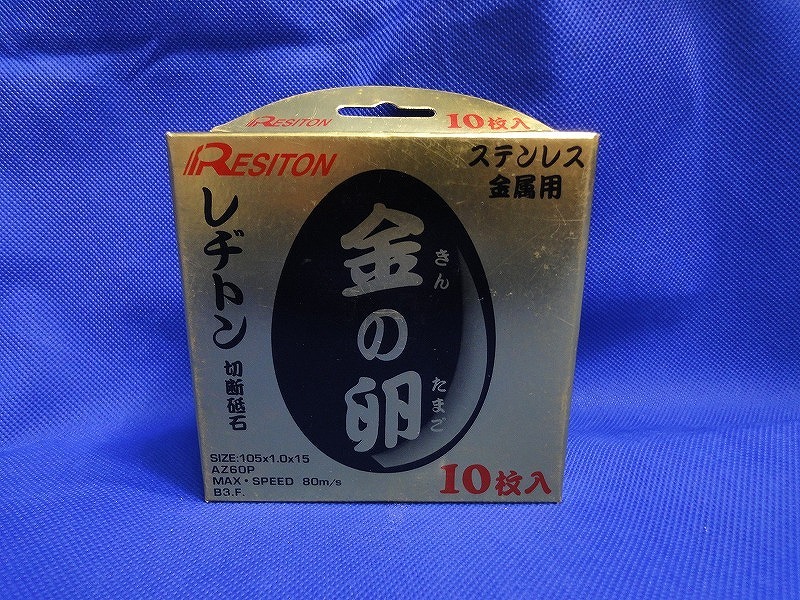 RESITON
10枚入
RESITON
ステンレス
金属用
レヂトン
切断砥石
金の卵
きん
たまご
SIZE:105x1.0x15
AZ60P
MAX・SPEED 80m/s
B3.F.
10枚入